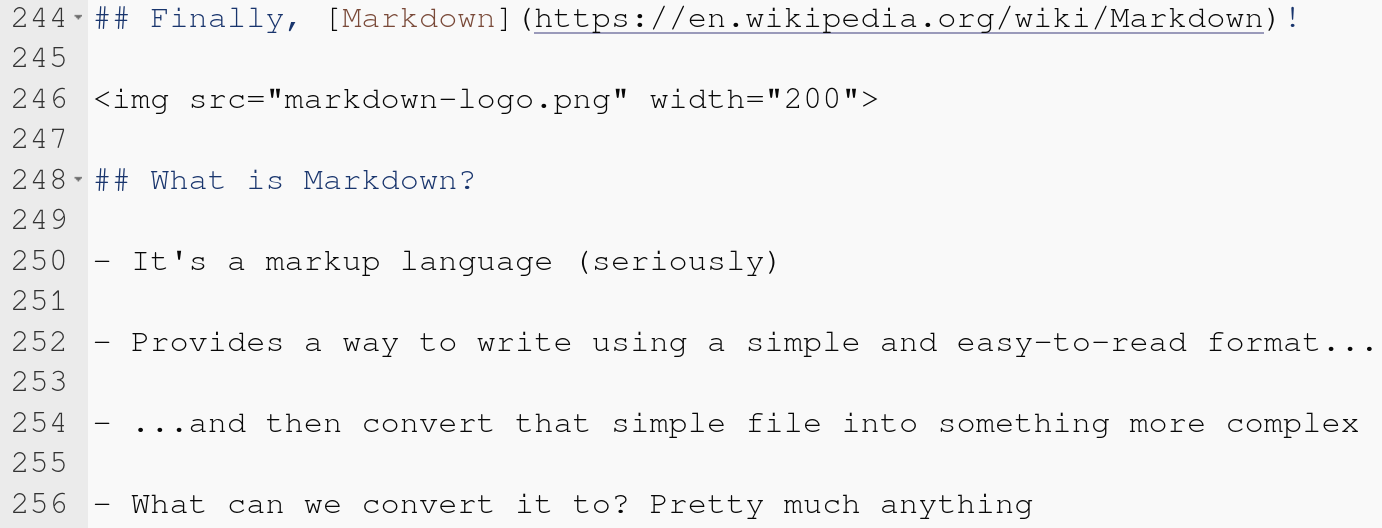 244 ## Finally, [Markdown](https://en.wikipedia.org/wiki/Markdown)!
245
246 <img src="markdown-logo.png" width="200">
247
248 ## What is Markdown?
249
250 - It's a markup language (seriously)
251
252 - Provides a way to write using a simple and easy-to-read format...
253
254 - ...and then convert that simple file into something more complex
255
256 - What can we convert it to? Pretty much anything